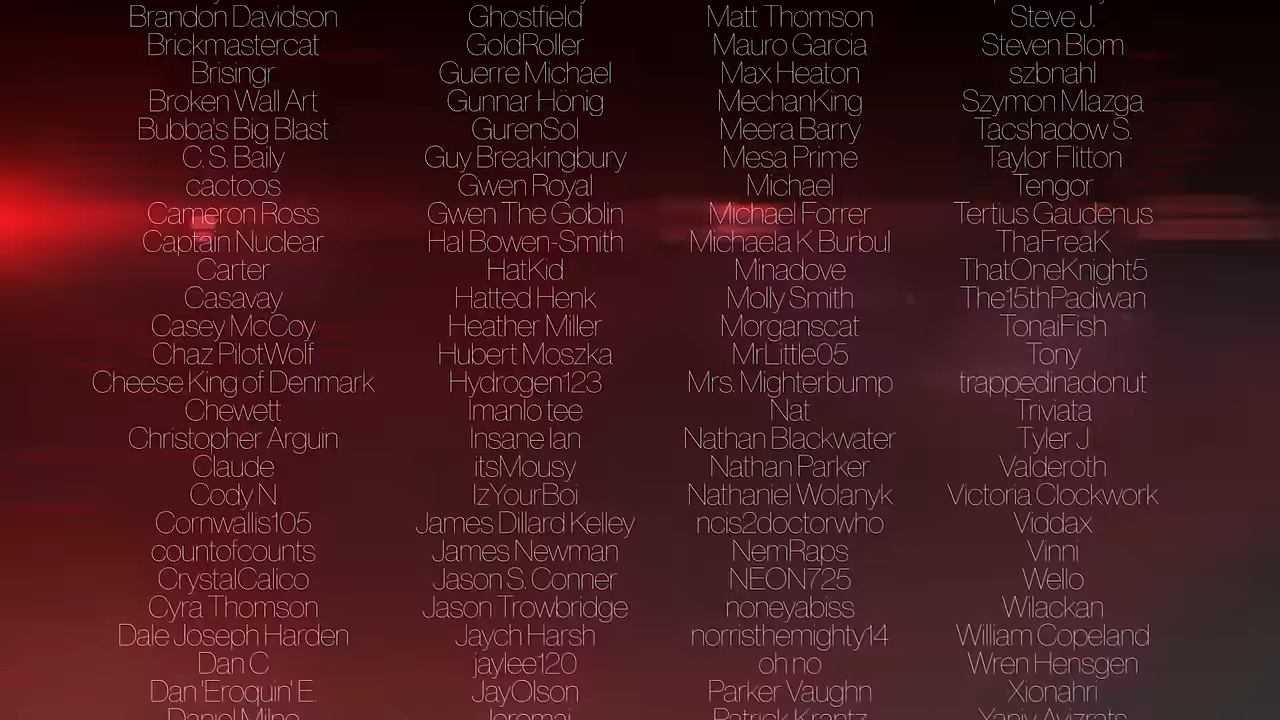 Brandon Davidson
Brickmastercat
Brisingr
Broken Wall Art
Bubba's Big Blast
C. S. Baily
cactoos
Cameron Ross
Captain Nuclear
Carter
Casavay
Casey McCoy
Chaz PilotWolf
Cheese King of Denmark
Chewett
Christopher Arguin
Claude
Cody N
Cornwallis105
countofcounts
CrystalCalico
Cyra Thomson
Dale Joseph Harden
Dan C
Dan 'Eroquin' E.
Daniel Milne
Ghostfield
GoldRoller
Guerre Michael
Gunnar Hönig
GurenSol
Guy Breakingbury
Gwen Royal
Gwen The Goblin
Hal Bowen-Smith
HatKid
Hatted Henk
Heather Miller
Hubert Moszka
Hydrogen123
Imanlo tee
Insane Ian
itsMousy
IzYourBoi
James Dillard Kelley
James Newman
Jason S. Conner
Jason Trowbridge
Jaych Harsh
jaylee120
JayOlson
Matt Thomson
Mauro Garcia
Max Heaton
MechanKing
Meera Barry
Mesa Prime
Michael
Michael Forrer
Michaela K Burbul
Minadove
Molly Smith
Morganscat
MrLittle05
Mrs. Mighterbump
Nat
Nathan Blackwater
Nathan Parker
Nathaniel Wolanyk
ncis2doctorwho
NemRaps
NEON725
noneyabiss
norristhemighty14
oh no
Parker Vaughn
Patrick Krantz
Steve J.
Steven Blom
szbnahl
Szymon Mlazga
Tacshadow S.
Taylor Flitton
Tengor
Tertius Gaudenus
ThaFreaK
ThatOneKnight5
The15thPadiwan
TonaiFish
Tony
trappedinadonut
Triviata
Tyler J
Valderoth
Victoria Clockwork
Viddax
Vinni
Wello
Wilackan
William Copeland
Wren Hensgen
Xionahri